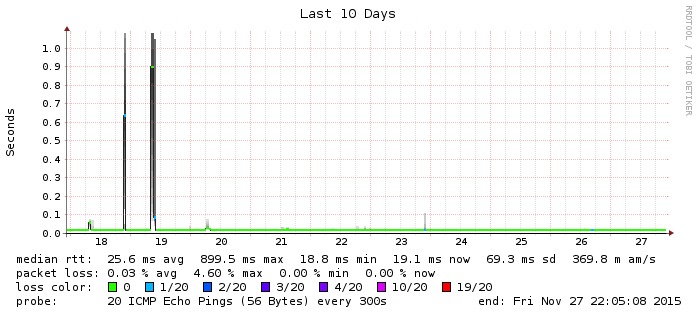 Last 10 Days
RRDTOOL / TOBI OETIKER
Seconds
1.0
0.9
0.8
0.7
0.6
0.5
0.4
0.3
0.2
0.1
0.0
18 19 20 21 22 23 24 25 26 27
median rtt: 25.6 ms avg 899.5 ms max 18.8 ms min 19.1 ms now 69.3 ms sd 369.8 m am/s
packet loss: 0.03 % avg 4.60 % max 0.00 % min 0.00 % now
loss color: 0 1/20 2/20 3/20 4/20 10/20 19/20
probe: 20 ICMP Echo Pings (56 Bytes) every 300s end: Fri Nov 27 22:05:08 2015